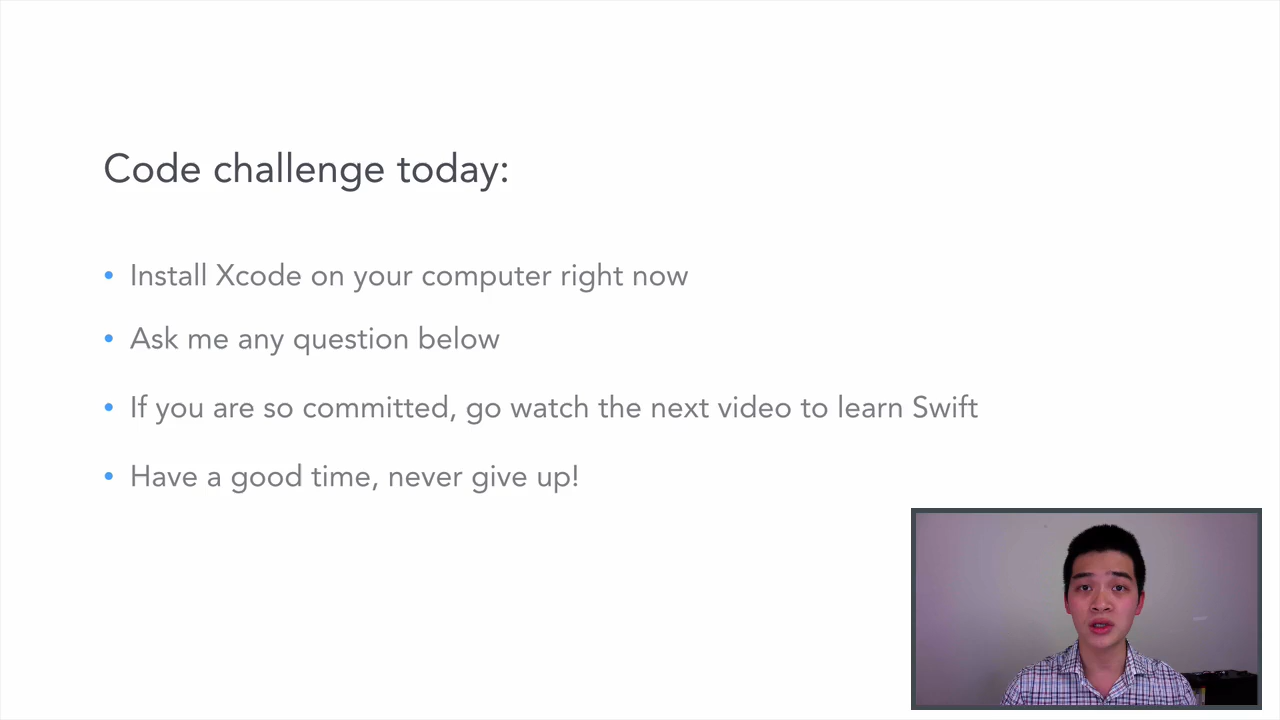 Code challenge today:
• Install Xcode on your computer right now
• Ask me any question below
• If you are so committed, go watch the next video to learn Swift
• Have a good time, never give up!